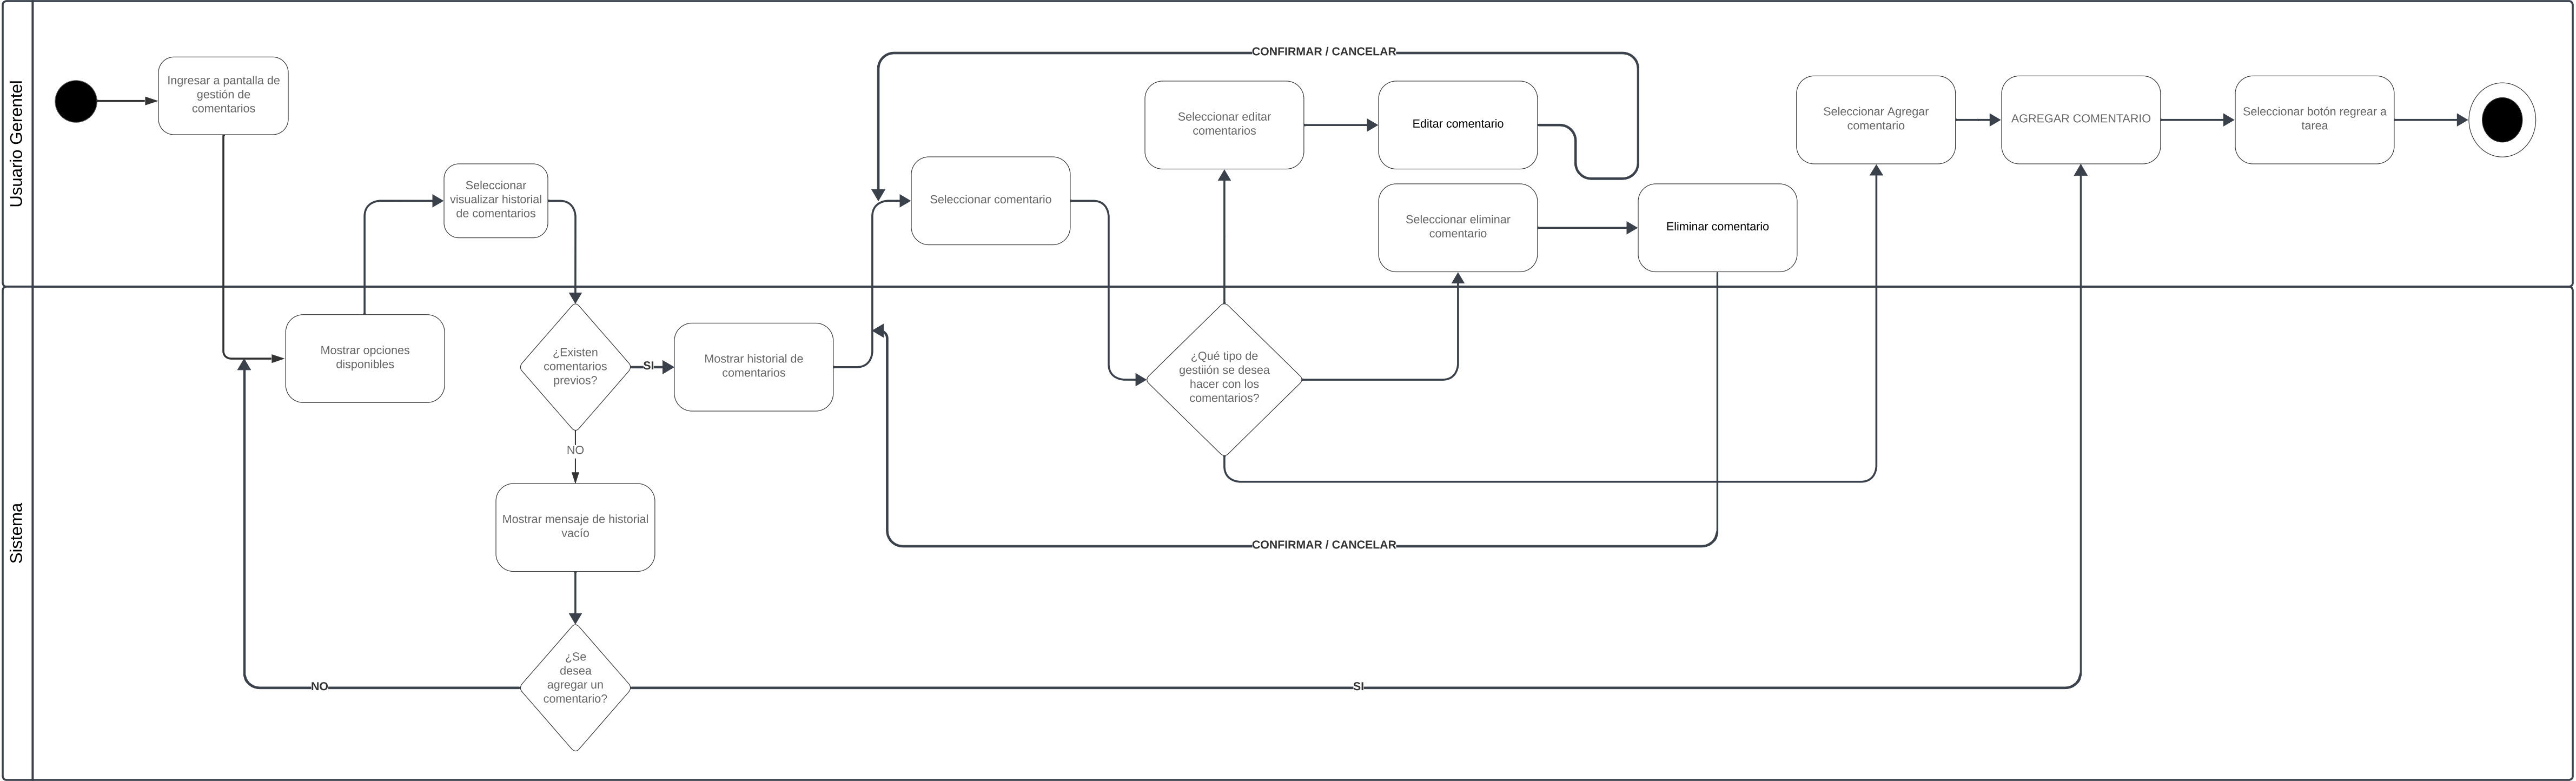 Usuario Gerentel
Ingresar a pantalla de
gestión de
comentarios
Seleccionar
visualizar historial
de comentarios
CONFIRMAR / CANCELAR
Seleccionar comentario
Seleccionar editar
comentarios
Editar comentario
Seleccionar eliminar
comentario
Eliminar comentario
Seleccionar Agregar
comentario
AGREGAR COMENTARIO
Seleccionar botón regrear a
tarea
Sistema
Mostrar opciones
disponibles
¿Existen
comentarios
previos?
SI
Mostrar historial de
comentarios
¿Qué tipo de
gestiión se desea
hacer con los
comentarios?
NO
Mostrar mensaje de historial
vacío
CONFIRMAR / CANCELAR
¿Se
desea
agregar un
comentario?
NO
SI